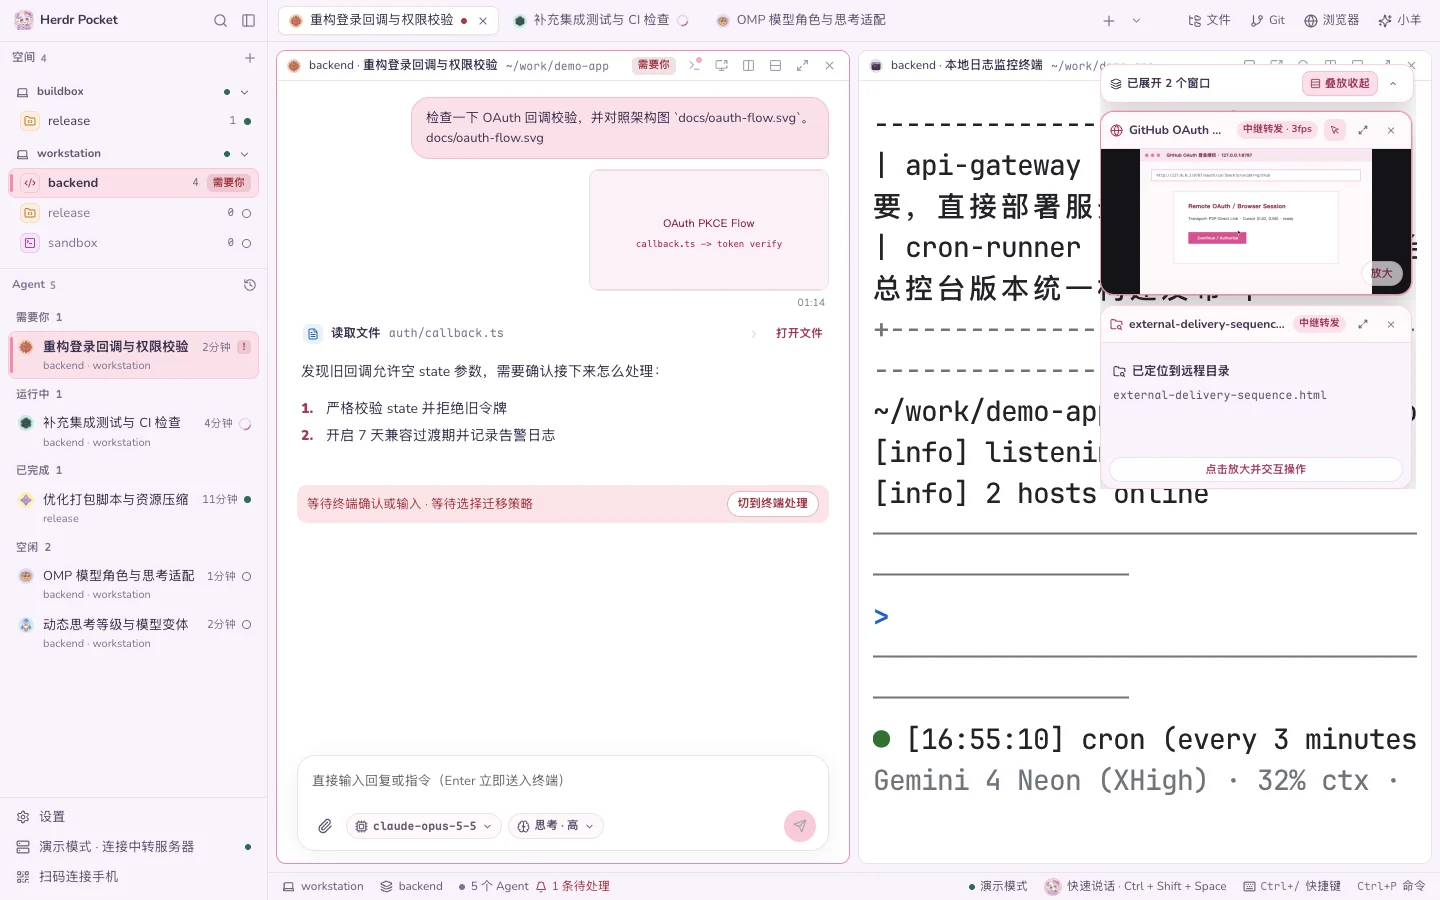 Herdr Pocket
空间 4
buildbox
release 1
workstation
backend 4 需要你
release 0
sandbox 0
Agent 5
需要你 1
重构登录回调与权限校验 2分钟 !
backend · workstation
运行中 1
补充集成测试与 CI 检查 4分钟
backend · workstation
已完成 1
优化打包脚本与资源压缩 11分钟
release
空闲 2
OMP 模型角色与思考适配 1分钟
backend · workstation
动态思考等级与模型变体 2分钟
backend · workstation
设置
演示模式 · 连接中转服务器
扫码连接手机
重构登录回调与权限校验
补充集成测试与 CI 检查
OMP 模型角色与思考适配
文件
Git
浏览器
小羊
backend · 重构登录回调与权限校验 ~/work/demo-app 需要你
检查一下 OAuth 回调校验，并对照架构图 `docs/oauth-flow.svg`。
docs/oauth-flow.svg
OAuth PKCE Flow
callback.ts -> token verify
01:14
读取文件 auth/callback.ts 打开文件
发现旧回调允许空 state 参数，需要确认接下来怎么处理：
1. 严格校验 state 并拒绝旧令牌
2. 开启 7 天兼容过渡期并记录告警日志
等待终端确认或输入 · 等待选择迁移策略 切到终端处理
直接输入回复或指令（Enter 立即送入终端）
claude-opus-5-5
思考 · 高
backend · 本地日志监控终端 ~/work/
| api-gateway
要，直接部署服
| cron-runner
总控台版本统一
+--------------
~/work/demo-ap
[info] listenin
[info] 2 hosts online
>
[16:55:10] cron (every 3 minutes
Gemini 4 Neon (XHigh) · 32% ctx ·
已展开 2 个窗口 叠放收起
GitHub OAuth ... 中继转发 · 3fps
GitHub OAuth 登录授权 · 127.0.0.1:8787
Remote OAuth / Browser Session
Continue / Authorize
放大
external-delivery-sequenc... 中继转发
已定位到远程目录
external-delivery-sequence.html
点击放大并交互操作
workstation
backend
5 个 Agent
1 条待处理
演示模式
快速说话 · Ctrl + Shift + Space
Ctrl+/ 快捷键
Ctrl+P 命令